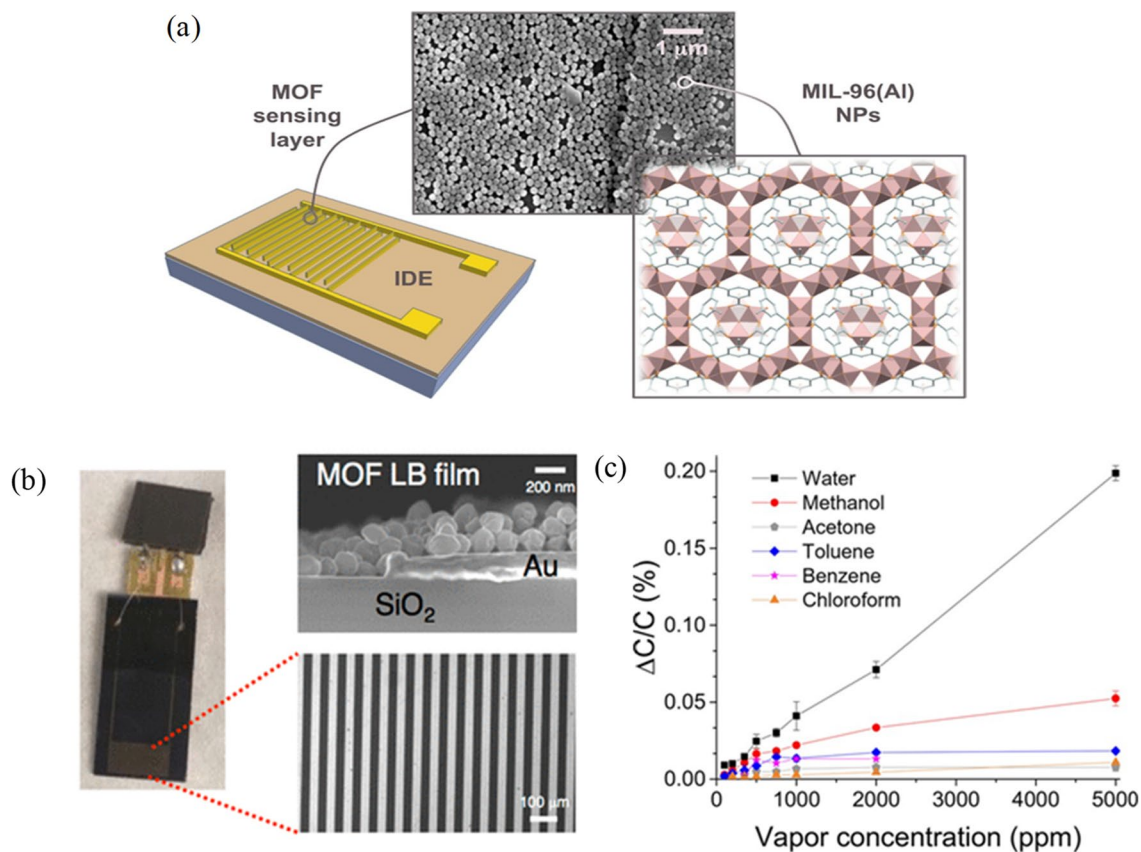 (a)
1 μm
MOF
sensing
layer
MIL-96(Al)
NPs
IDE
(b)
MOF LB film
200 nm
Au
SiO₂
100 μm
(c)
ΔC/C (%)
0.20
0.15
0.10
0.05
0.00
Water
Methanol
Acetone
Toluene
Benzene
Chloroform
0 1000 2000 3000 4000 5000
Vapor concentration (ppm)